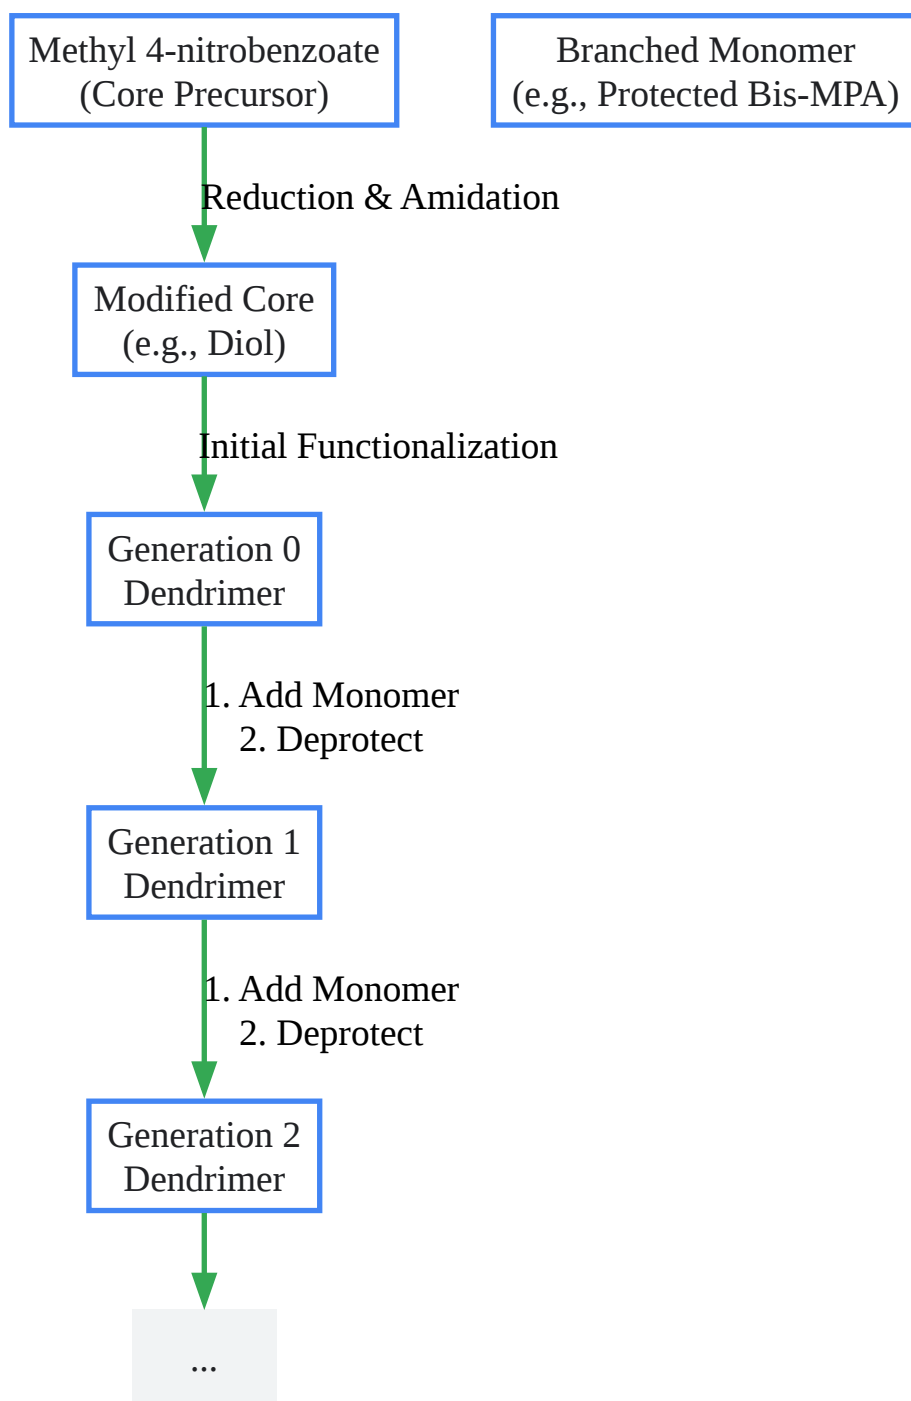 Methyl 4-nitrobenzoate
(Core Precursor)
Branched Monomer
(e.g., Protected Bis-MPA)
Reduction & Amidation
Modified Core
(e.g., Diol)
Initial Functionalization
Generation 0
Dendrimer
1. Add Monomer
2. Deprotect
Generation 1
Dendrimer
1. Add Monomer
2. Deprotect
Generation 2
Dendrimer
...